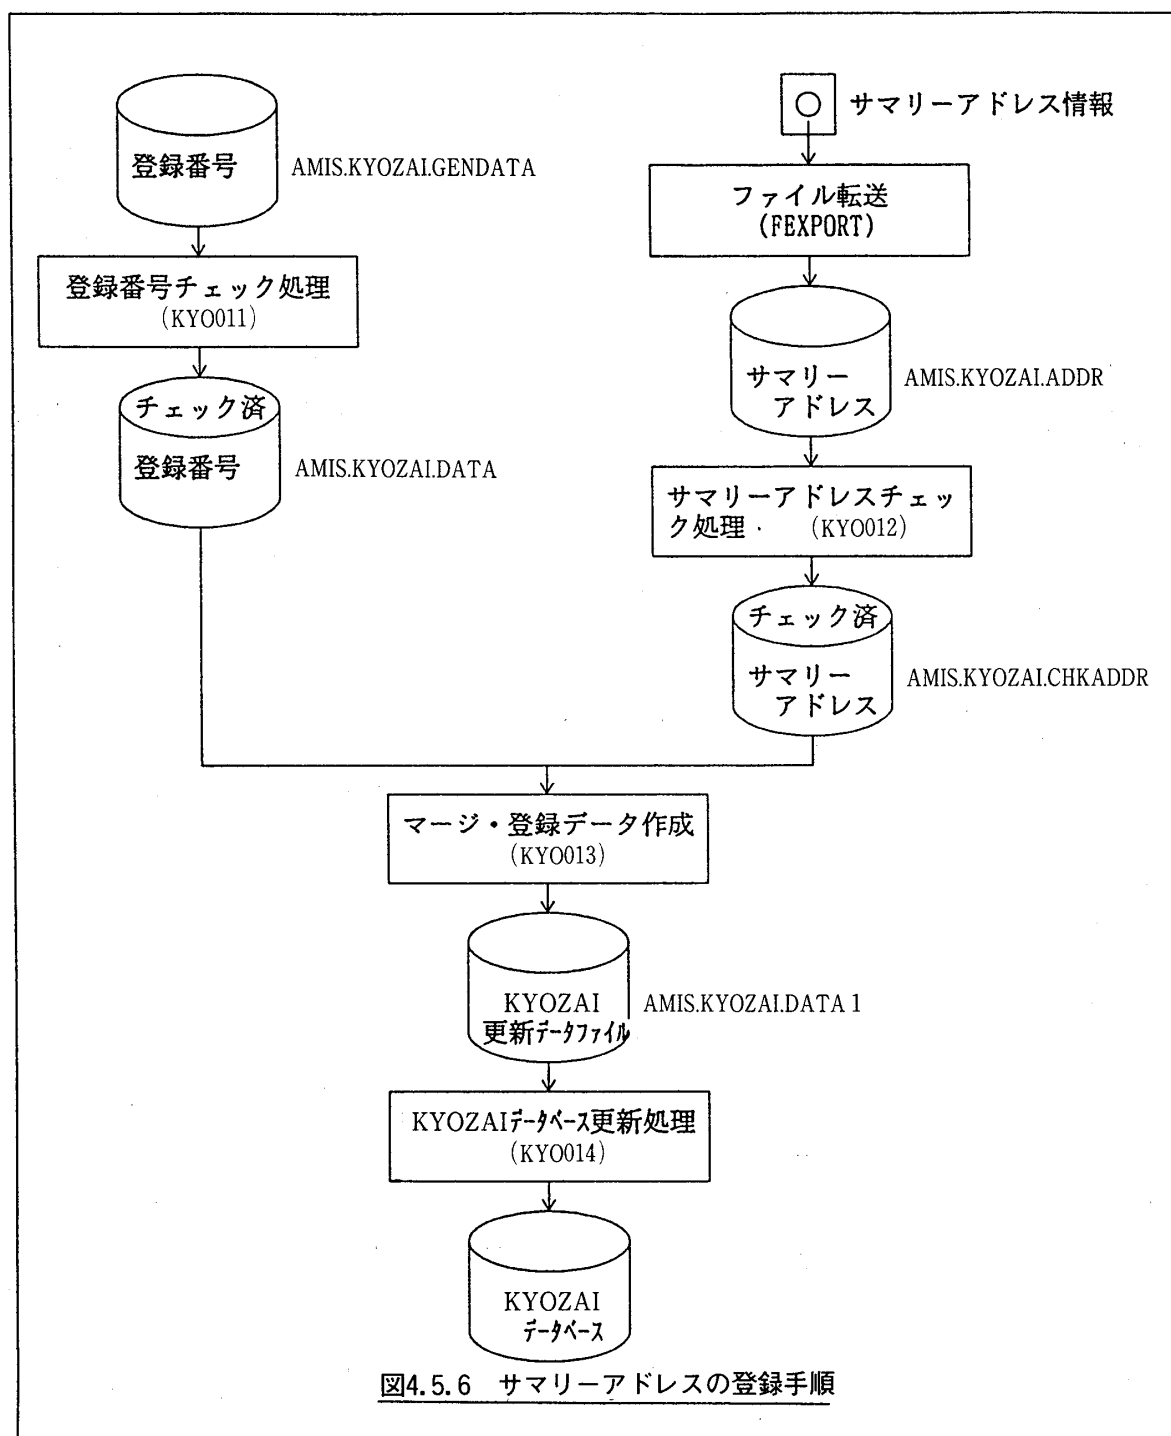 サマリーアドレス情報
登録番号
AMIS.KYOZAI.GENDATA
ファイル転送
(FEXPORT)
登録番号チェック処理
(KYO011)
サマリー
アドレス
AMIS.KYOZAI.ADDR
チェック済
登録番号
AMIS.KYOZAI.DATA
サマリーアドレスチェッ
ク処理 (KYO012)
チェック済
サマリー
アドレス
AMIS.KYOZAI.CHKADDR
マージ・登録データ作成
(KYO013)
KYOZAI
更新データファイル
AMIS.KYOZAI.DATA 1
KYOZAIデータベース更新処理
(KYO014)
KYOZAI
データベース
図4.5.6 サマリーアドレスの登録手順